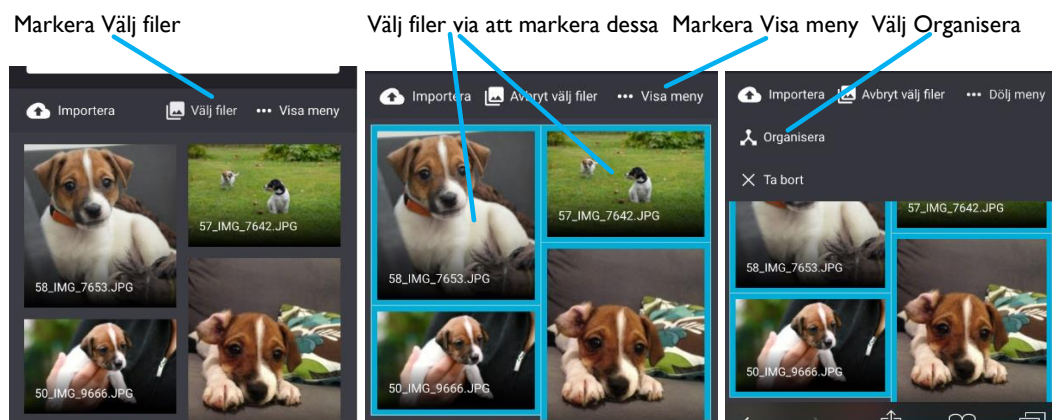 Markera Välj filer
Välj filer via att markera dessa
Markera Visa meny
Välj Organisera
Importera
Välj filer
Visa meny
57_IMG_7642.JPG
58_IMG_7653.JPG
50_IMG_9666.JPG
Importera
Avbryt välj filer
Visa meny
57_IMG_7642.JPG
58_IMG_7653.JPG
50_IMG_9666.JPG
Importera
Avbryt välj filer
Dölj meny
Organisera
Ta bort
57_IMG_7642.JPG
58_IMG_7653.JPG
50_IMG_9666.JPG